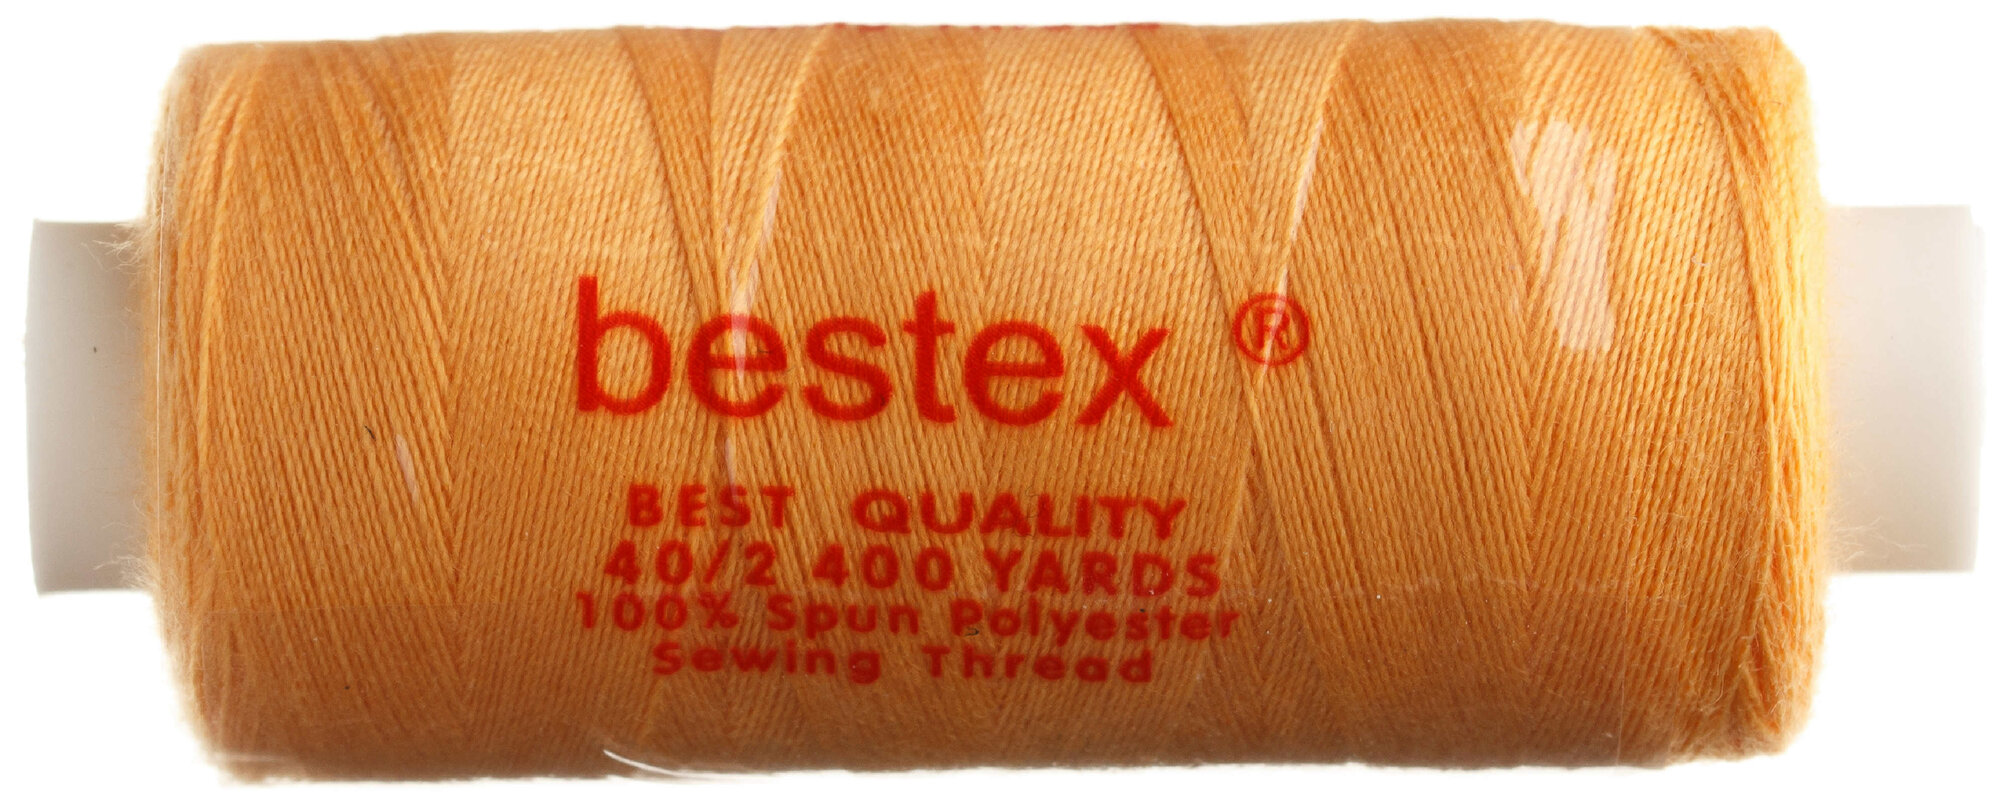 bestex ®
BEST QUALITY
40/2 400 YARDS
100% Spun Polyester
Sewing Thread